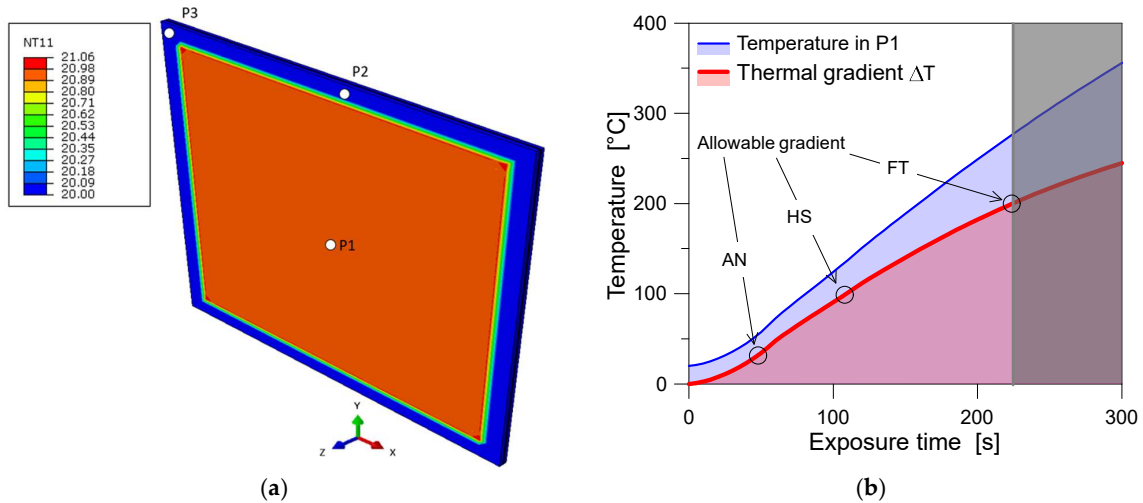 P3
NT11
21.06
20.98
20.89
20.80
20.71
20.62
20.53
20.44
20.35
20.27
20.18
20.09
20.00
P2
P1
Y
Z
X
(a)
Temperature in P1
Thermal gradient ΔT
Allowable gradient
FT
HS
AN
Temperature [°C]
400
300
200
100
0
0
100
200
300
Exposure time [s]
(b)